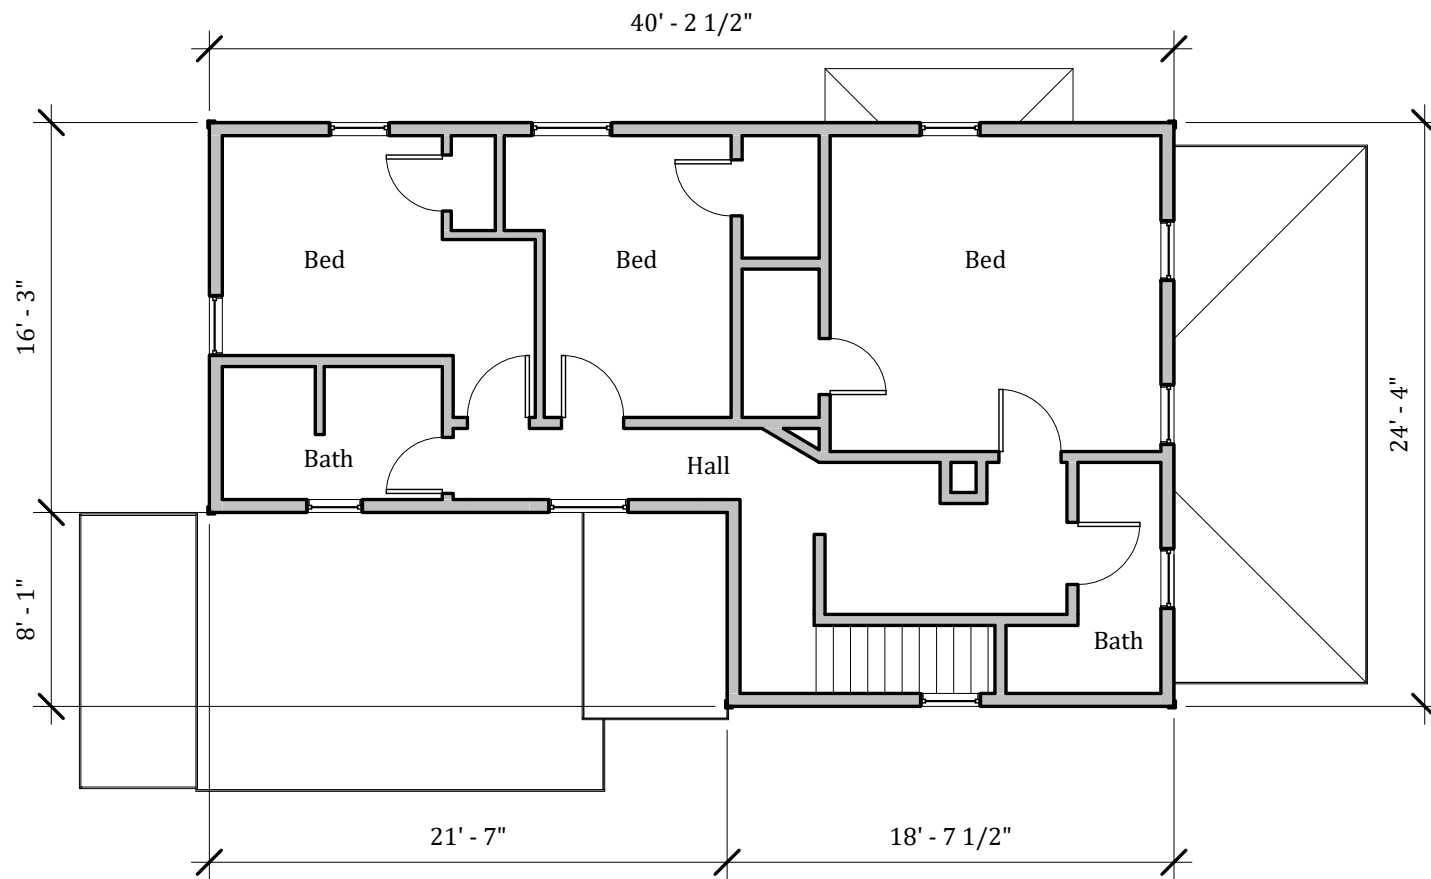 40' - 2 1/2"
Bed
Bed
Bed
16' - 3"
24' - 4"
Bath
Hall
8' - 1"
Bath
21' - 7"
18' - 7 1/2"